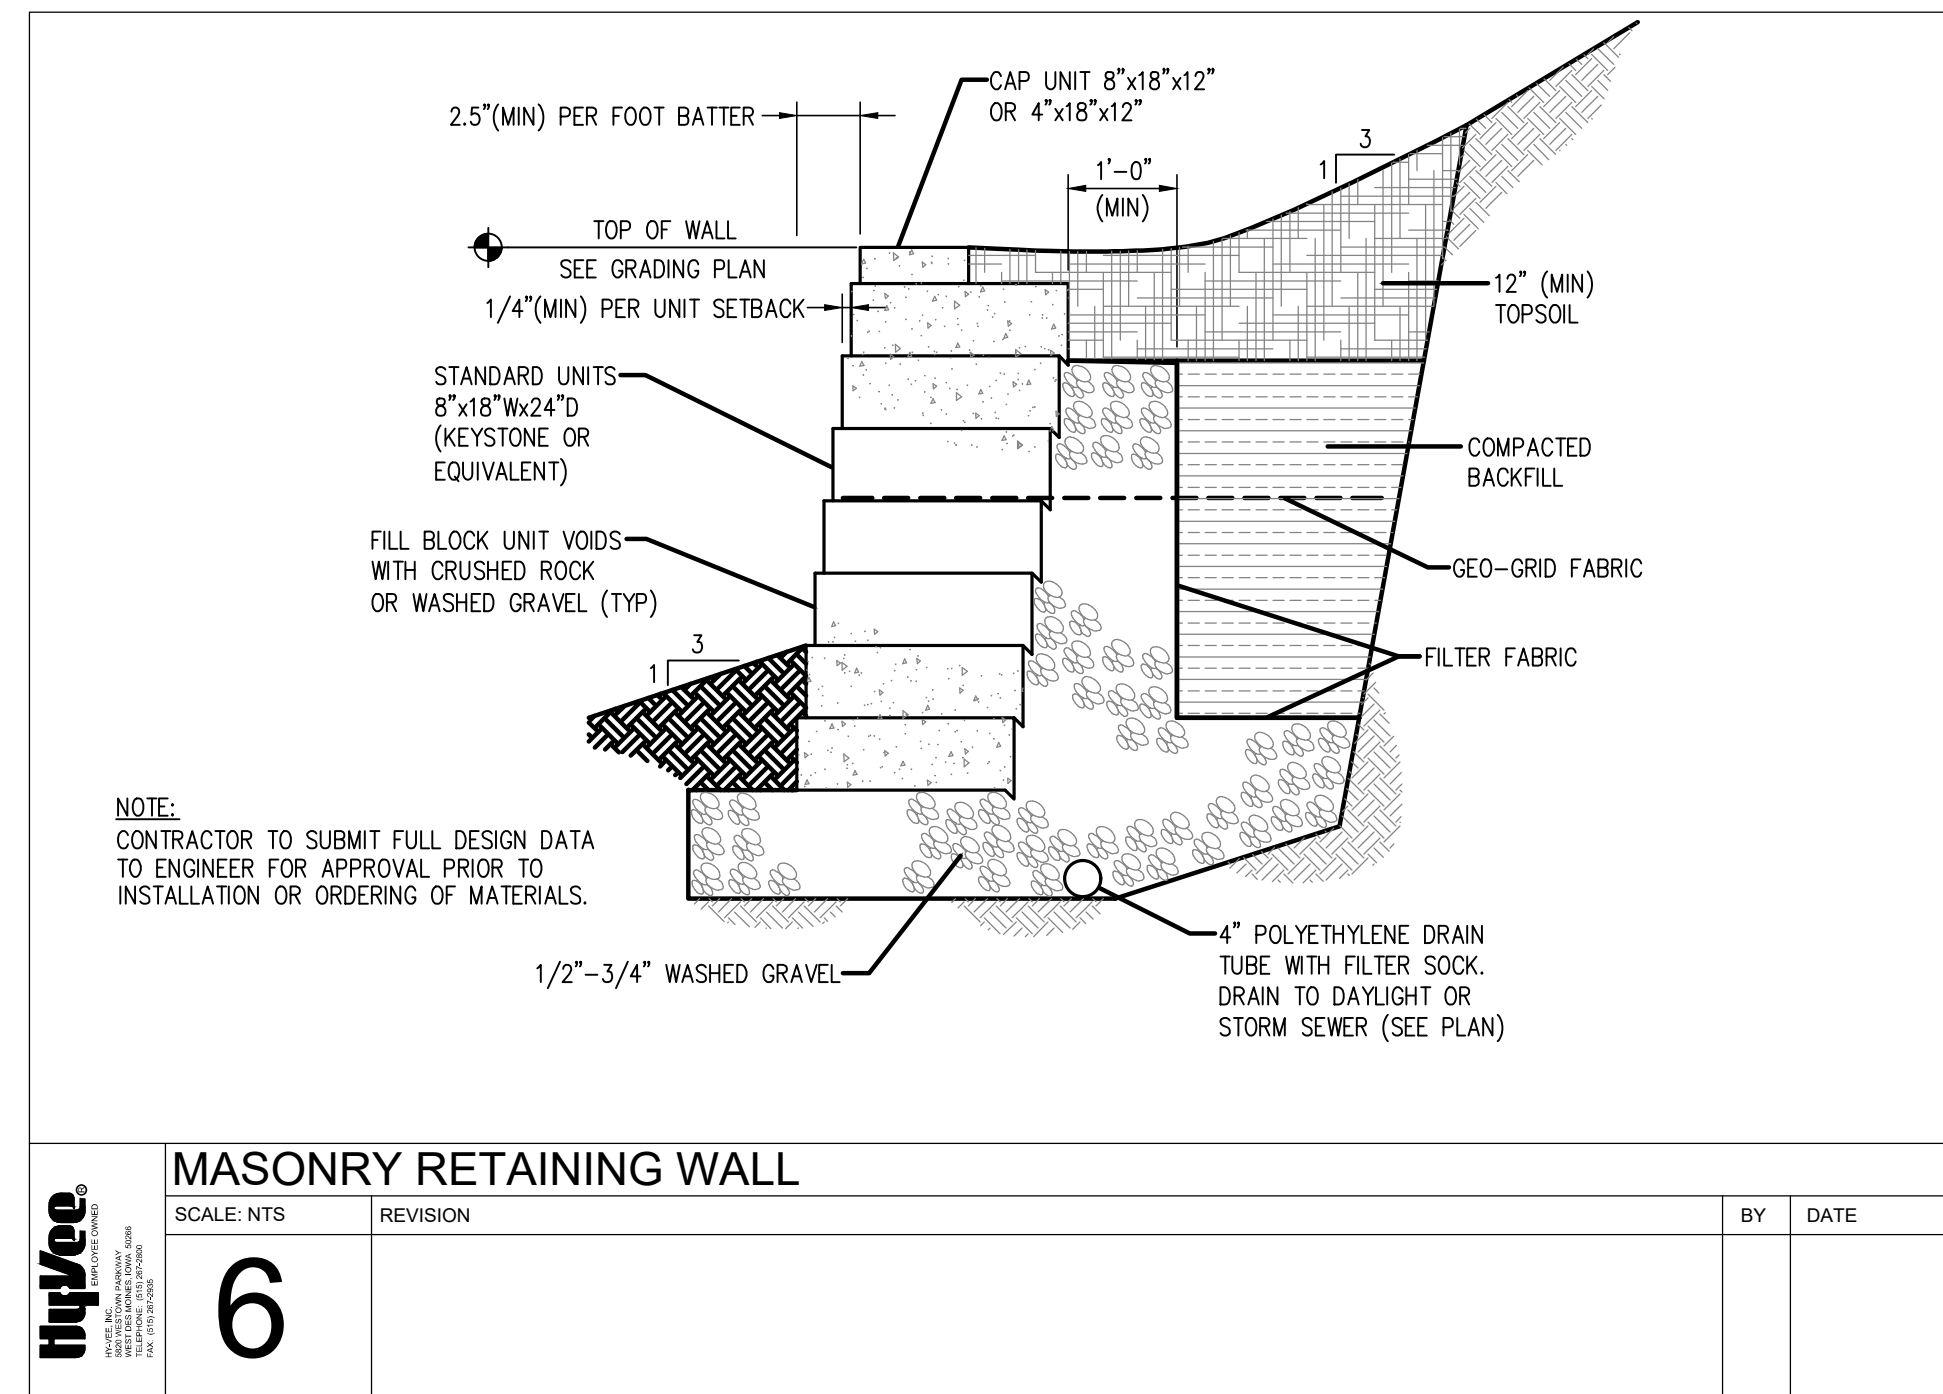 CAP UNIT 8"x18"x12"
OR 4"x18"x12"
2.5"(MIN) PER FOOT BATTER
3
1
1'-0"
(MIN)
TOP OF WALL
SEE GRADING PLAN
1/4"(MIN) PER UNIT SETBACK
12" (MIN)
TOPSOIL
STANDARD UNITS
8"x18"Wx24"D
(KEYSTONE OR
EQUIVALENT)
COMPACTED
BACKFILL
FILL BLOCK UNIT VOIDS
WITH CRUSHED ROCK
OR WASHED GRAVEL (TYP)
GEO-GRID FABRIC
3
1
FILTER FABRIC
NOTE:
CONTRACTOR TO SUBMIT FULL DESIGN DATA
TO ENGINEER FOR APPROVAL PRIOR TO
INSTALLATION OR ORDERING OF MATERIALS.
1/2"-3/4" WASHED GRAVEL
4" POLYETHYLENE DRAIN
TUBE WITH FILTER SOCK.
DRAIN TO DAYLIGHT OR
STORM SEWER (SEE PLAN)
HyVee®
EMPLOYEE OWNED
HY-VEE, INC.
5820 WESTOWN PARKWAY
WEST DES MOINES, IOWA 50266
TELEPHONE: (515) 267-2800
FAX: (515) 267-2935
MASONRY RETAINING WALL
SCALE: NTS
REVISION
BY
DATE
6